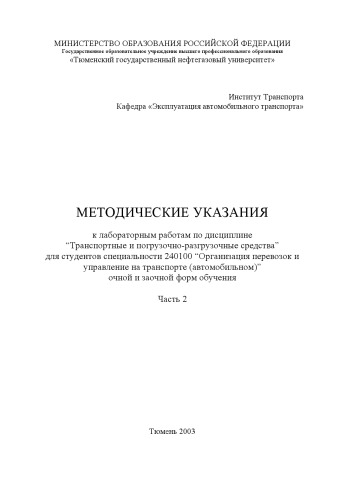 МИНИСТЕРСТВО ОБРАЗОВАНИЯ РОССИЙСКОЙ ФЕДЕРАЦИИ
Государственное образовательное учреждение высшего профессионального образования
«Тюменский государственный нефтегазовый университет»
Институт Транспорта
Кафедра «Эксплуатация автомобильного транспорта»
МЕТОДИЧЕСКИЕ УКАЗАНИЯ
к лабораторным работам по дисциплине
“Транспортные и погрузочно-разгрузочные средства”
для студентов специальности 240100 “Организация перевозок и
управление на транспорте (автомобильном)”
очной и заочной форм обучения
Часть 2
Тюмень 2003